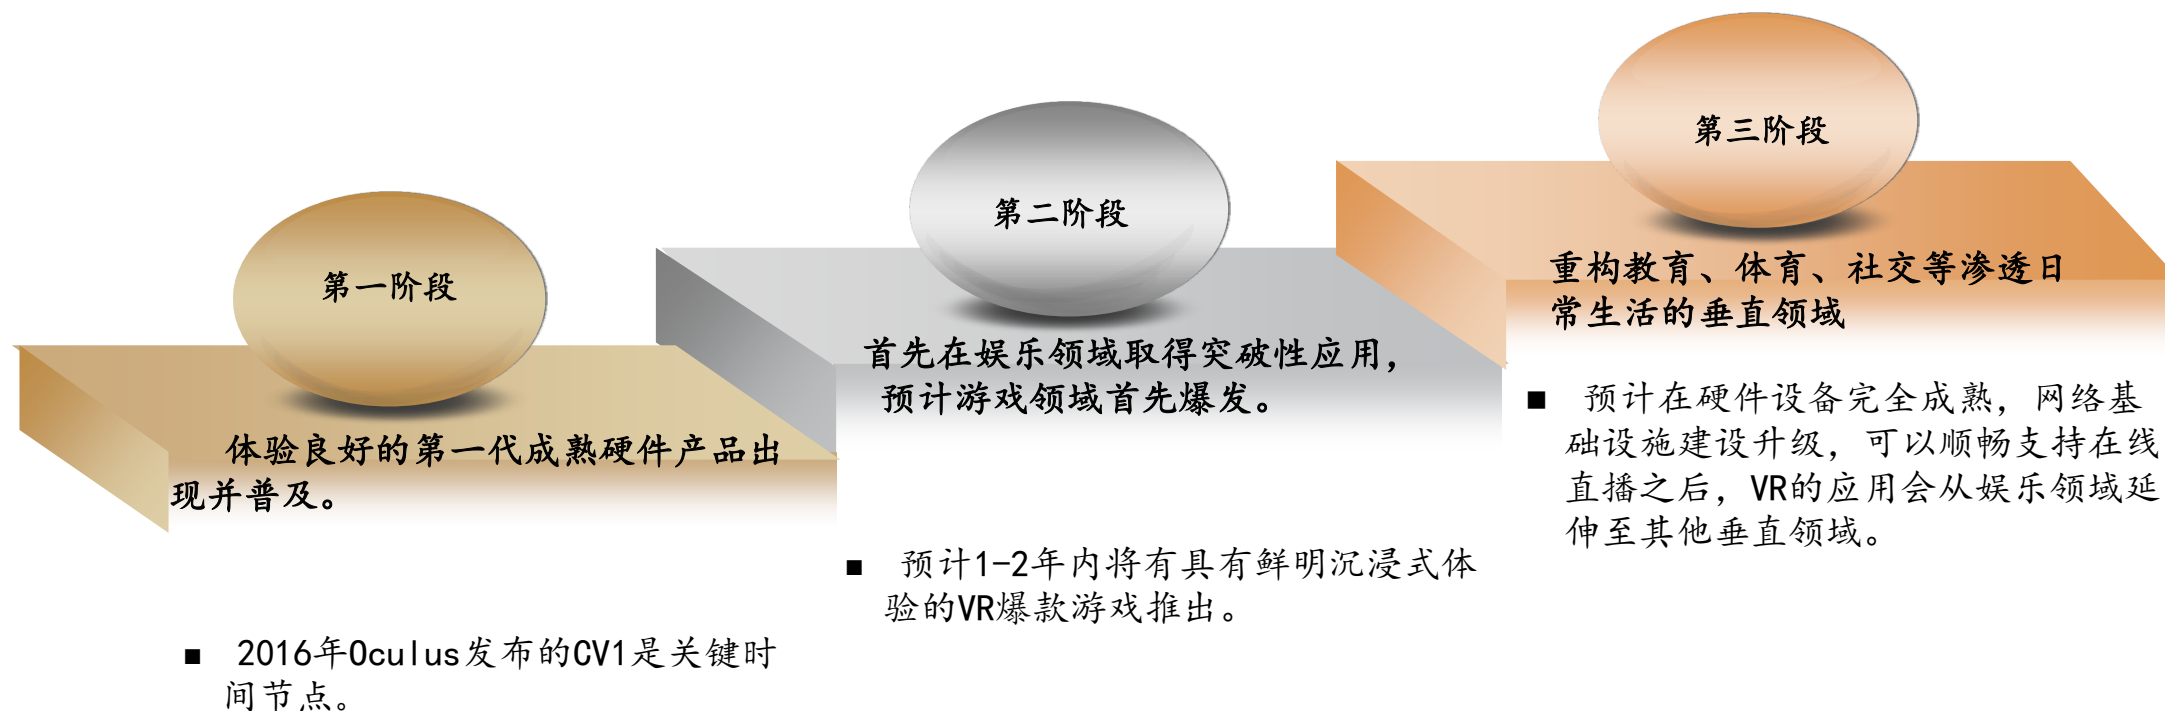 第一阶段
体验良好的第一代成熟硬件产品出
现并普及。
■ 2016年Oculus发布的CV1是关键时
间节点。
第二阶段
首先在娱乐领域取得突破性应用，
预计游戏领域首先爆发。
■ 预计1-2年内将有具有鲜明沉浸式体
验的VR爆款游戏推出。
第三阶段
重构教育、体育、社交等渗透日
常生活的垂直领域
■ 预计在硬件设备完全成熟，网络基
础设施建设升级，可以顺畅支持在线
直播之后，VR的应用会从娱乐领域延
伸至其他垂直领域。